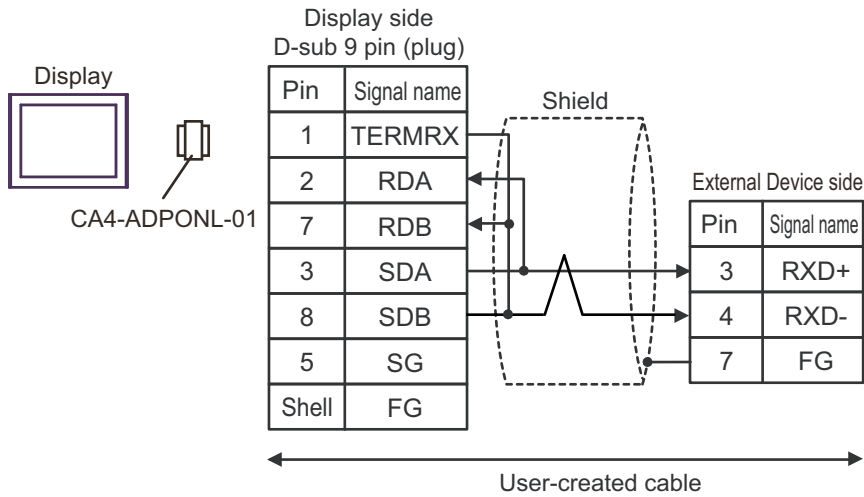 Display side
D-sub 9 pin (plug)
Display
CA4-ADPONL-01
Pin Signal name
1 TERMRX
2 RDA
7 RDB
3 SDA
8 SDB
5 SG
Shell FG
Shield
External Device side
Pin Signal name
3 RXD+
4 RXD-
7 FG
User-created cable